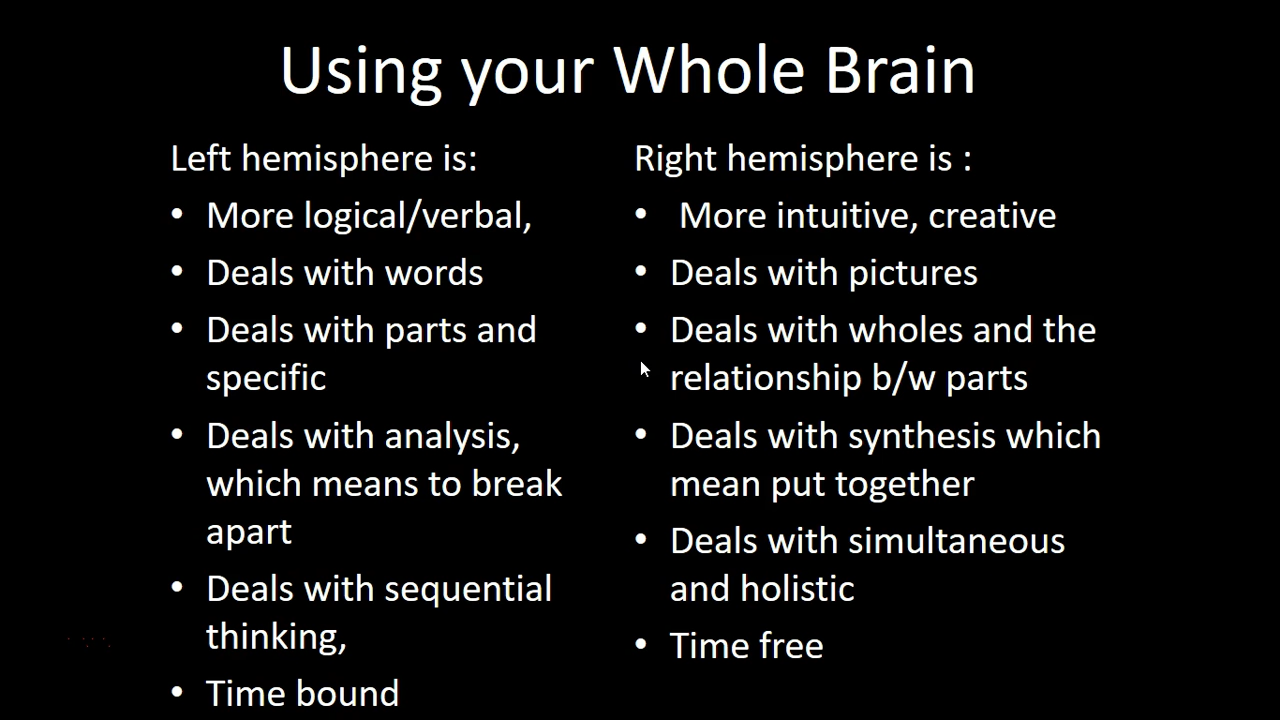 Using your Whole Brain
Left hemisphere is:
• More logical/verbal,
• Deals with words
• Deals with parts and
specific
• Deals with analysis,
which means to break
apart
• Deals with sequential
thinking,
• Time bound
Right hemisphere is :
• More intuitive, creative
• Deals with pictures
• Deals with wholes and the
relationship b/w parts
• Deals with synthesis which
mean put together
• Deals with simultaneous
and holistic
• Time free